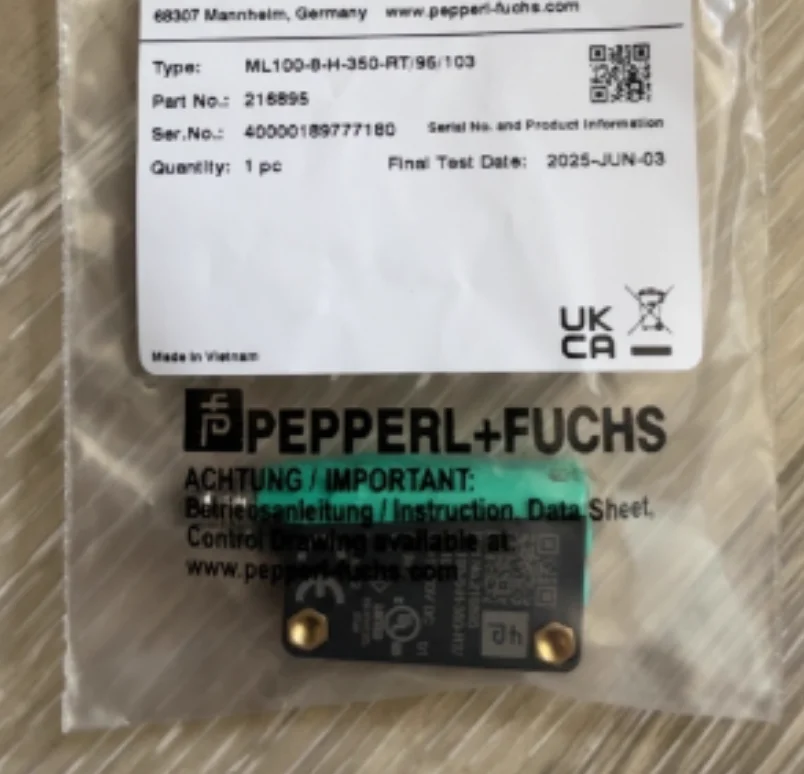 68307 Mannheim, Germany www.pepperl-fuchs.com
Type: ML100-8-H-350-RT/95/103
Part No.: 216895
Ser.No.: 40000189777180 Serial No. and Product Information
Quantity: 1 pc Final Test Date: 2025-JUN-03
UK
CA
Made in Vietnam
PEPPERL+FUCHS
ACHTUNG / IMPORTANT:
Betriebsanleitung / Instruction, Data Sheet,
Control Drawing available at:
www.pepperl-fuchs.com
CE
UL